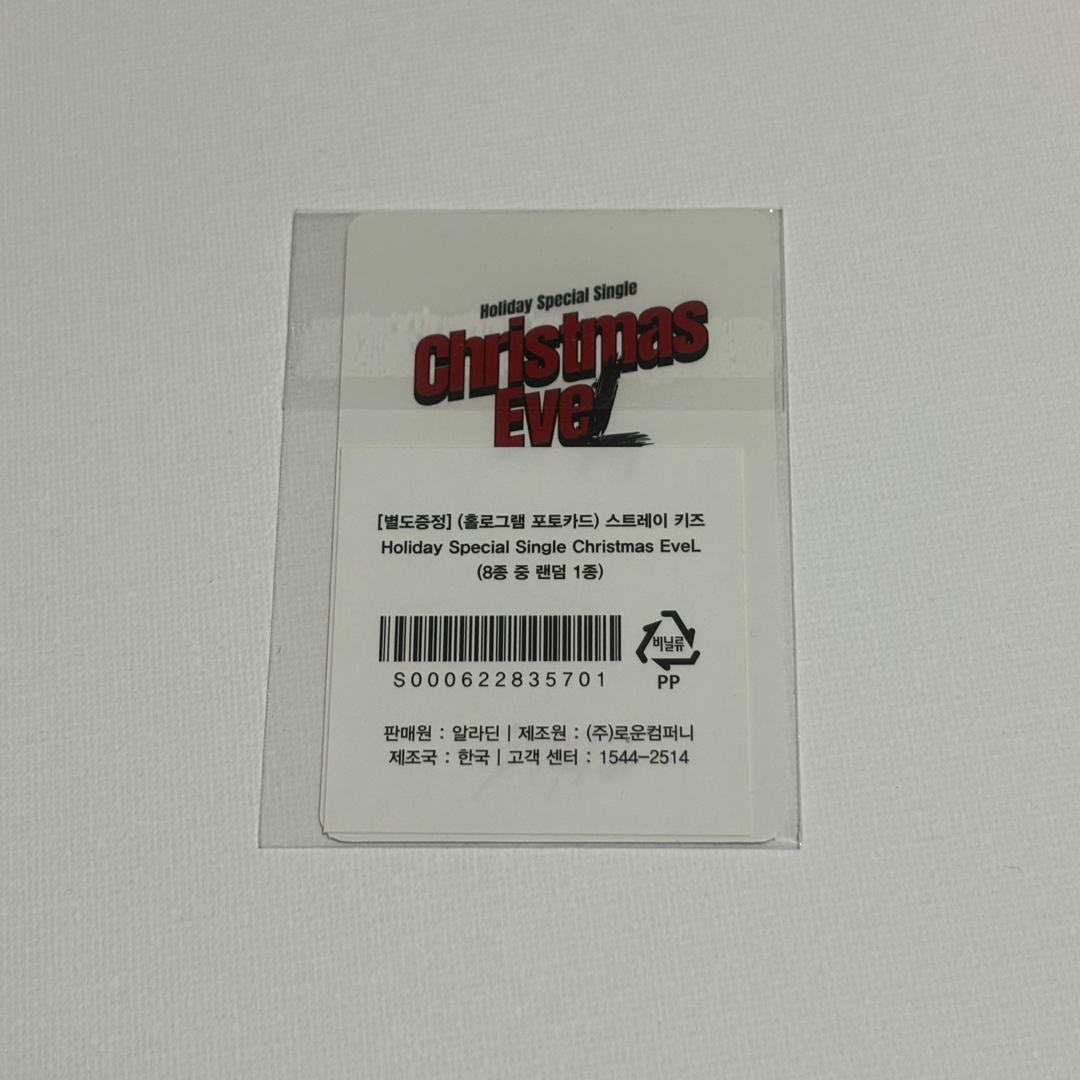 Holiday Special Single
Christmas
EveL
[별도증정] (홀로그램 포토카드) 스트레이 키즈
Holiday Special Single Christmas EveL
(8종 중 랜덤 1종)
비닐류
S000622835701
PP
판매원 : 알라딘 | 제조원 : (주)로운컴퍼니
제조국 : 한국 | 고객 센터 : 1544-2514